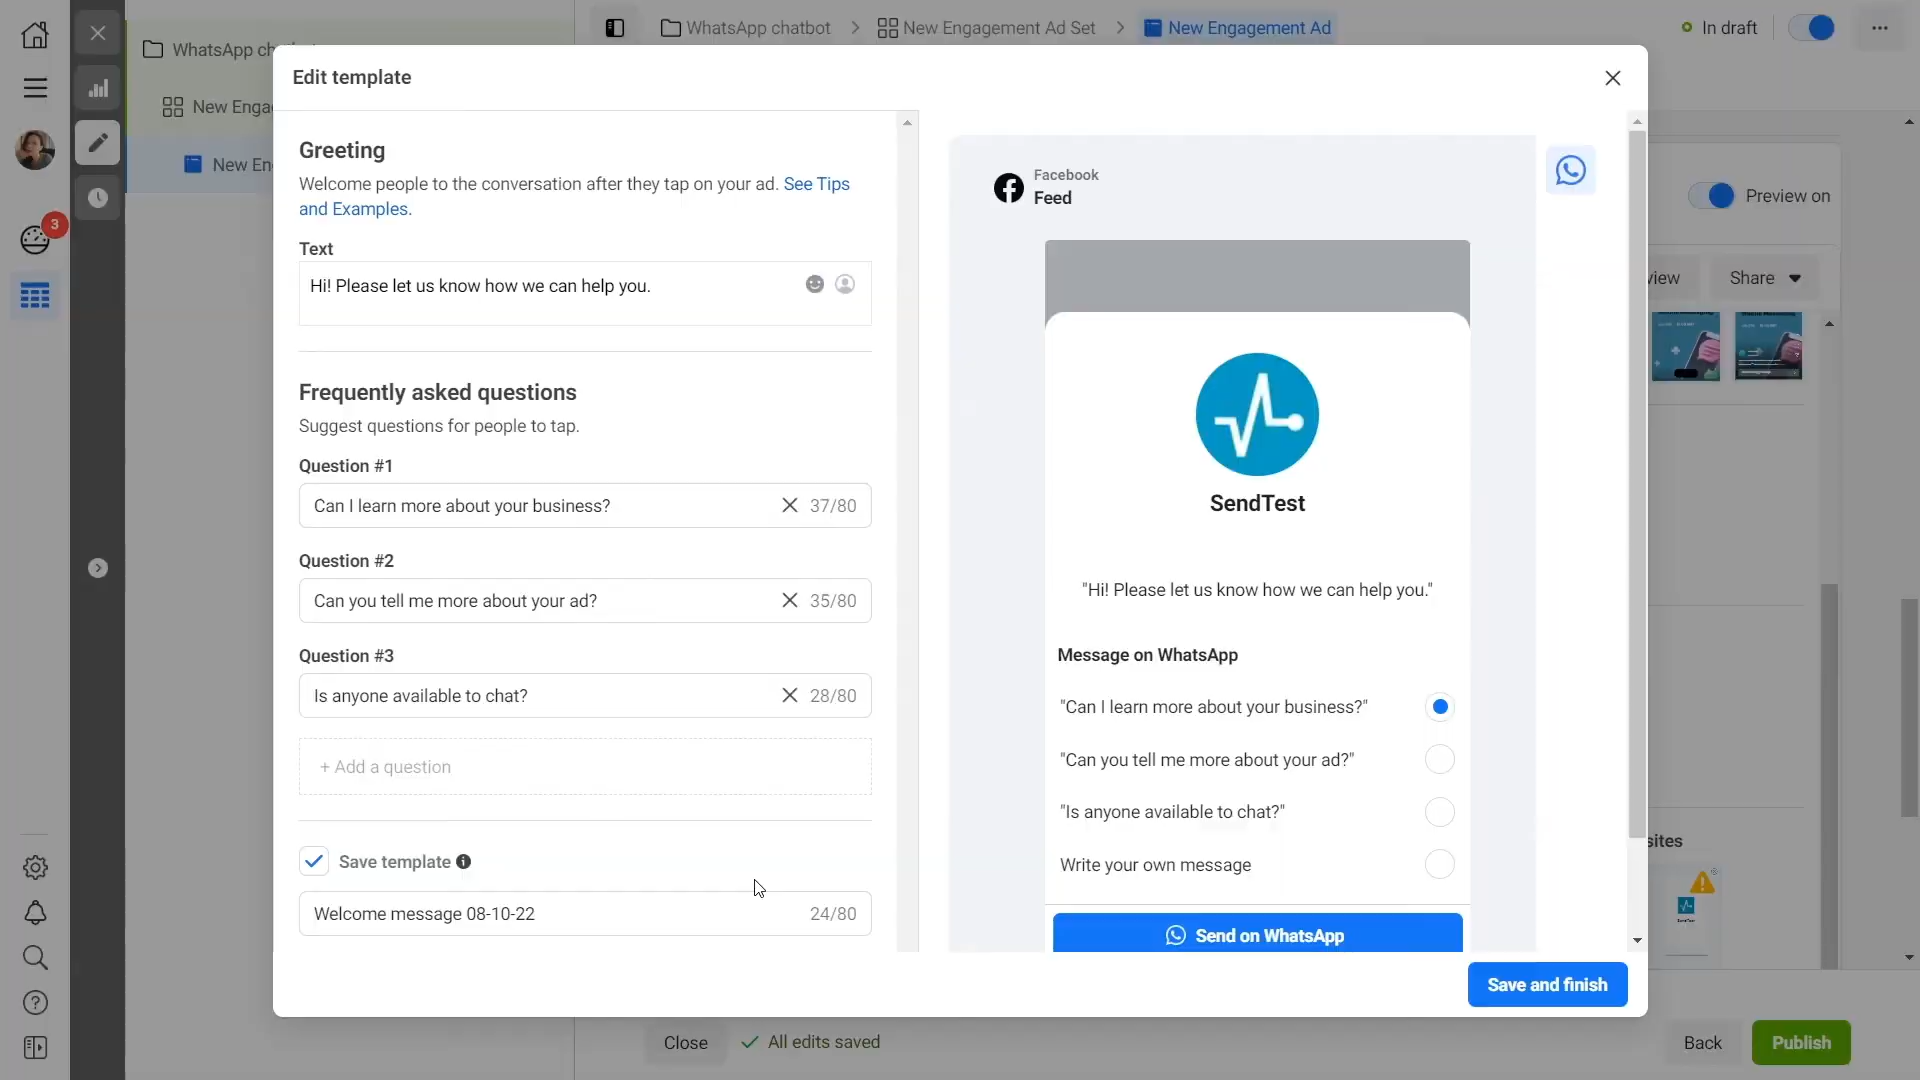 WhatsApp chatbot
New Engagement Ad Set
New Engagement Ad
In draft
WhatsApp
New Enga
New En
3
Edit template
Greeting
Welcome people to the conversation after they tap on your ad. See Tips
and Examples.
Text
Hi! Please let us know how we can help you.
Frequently asked questions
Suggest questions for people to tap.
Question #1
Can I learn more about your business?
37/80
Question #2
Can you tell me more about your ad?
35/80
Question #3
Is anyone available to chat?
28/80
+ Add a question
Save template
Welcome message 08-10-22
24/80
Facebook
Feed
SendTest
"Hi! Please let us know how we can help you."
Message on WhatsApp
"Can I learn more about your business?"
"Can you tell me more about your ad?"
"Is anyone available to chat?"
Write your own message
Send on WhatsApp
Save and finish
Preview on
view
Share
sites
Close
All edits saved
Back
Publish